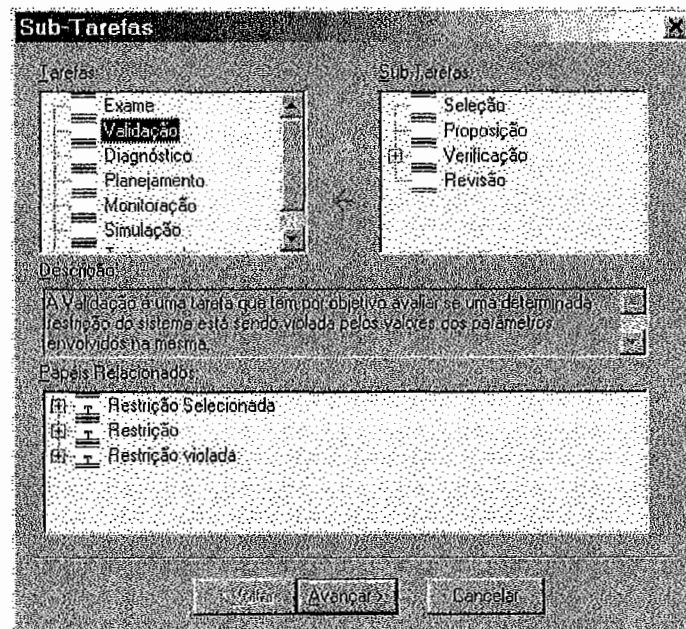 Sub-Tarefas
Tarefas:
Sub-Tarefas:
Exame
Validação
Diagnóstico
Planejamento
Monitoração
Simulação
Seleção
Proposição
Verificação
Revisão
Descrição:
A Validação é uma tarefa que tem por objetivo avaliar se uma determinada
restrição do sistema está sendo violada pelos valores dos parâmetros
envolvidos na mesma.
Papéis Relacionados:
Restrição Selecionada
Restrição
Restrição violada
< Voltar
Avançar >
Cancelar